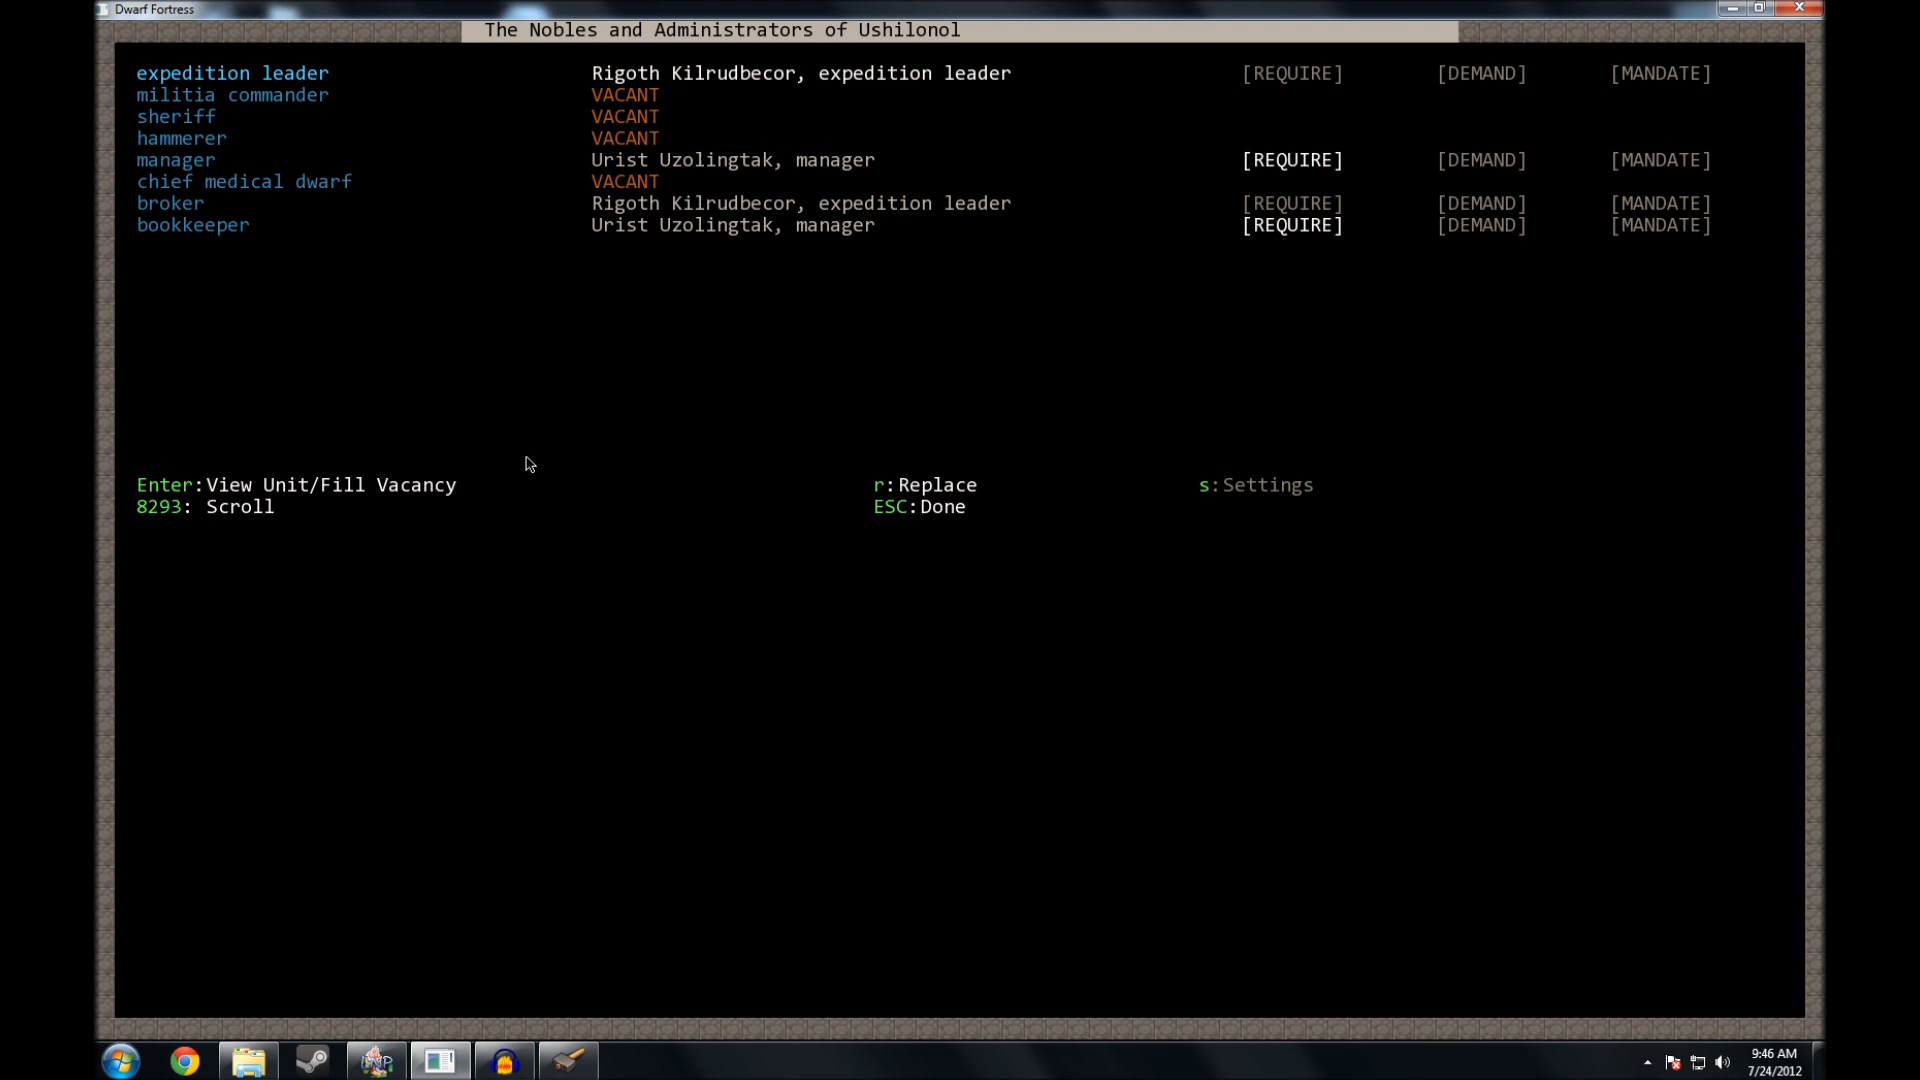 Dwarf Fortress
The Nobles and Administrators of Ushilonol
expedition leader Rigoth Kilrudbecor, expedition leader [REQUIRE] [DEMAND] [MANDATE]
militia commander VACANT
sheriff VACANT
hammerer VACANT
manager Urist Uzolingtak, manager [REQUIRE] [DEMAND] [MANDATE]
chief medical dwarf VACANT
broker Rigoth Kilrudbecor, expedition leader [REQUIRE] [DEMAND] [MANDATE]
bookkeeper Urist Uzolingtak, manager [REQUIRE] [DEMAND] [MANDATE]
Enter:View Unit/Fill Vacancy r:Replace s:Settings
8293: Scroll ESC:Done
9:46 AM
7/24/2012